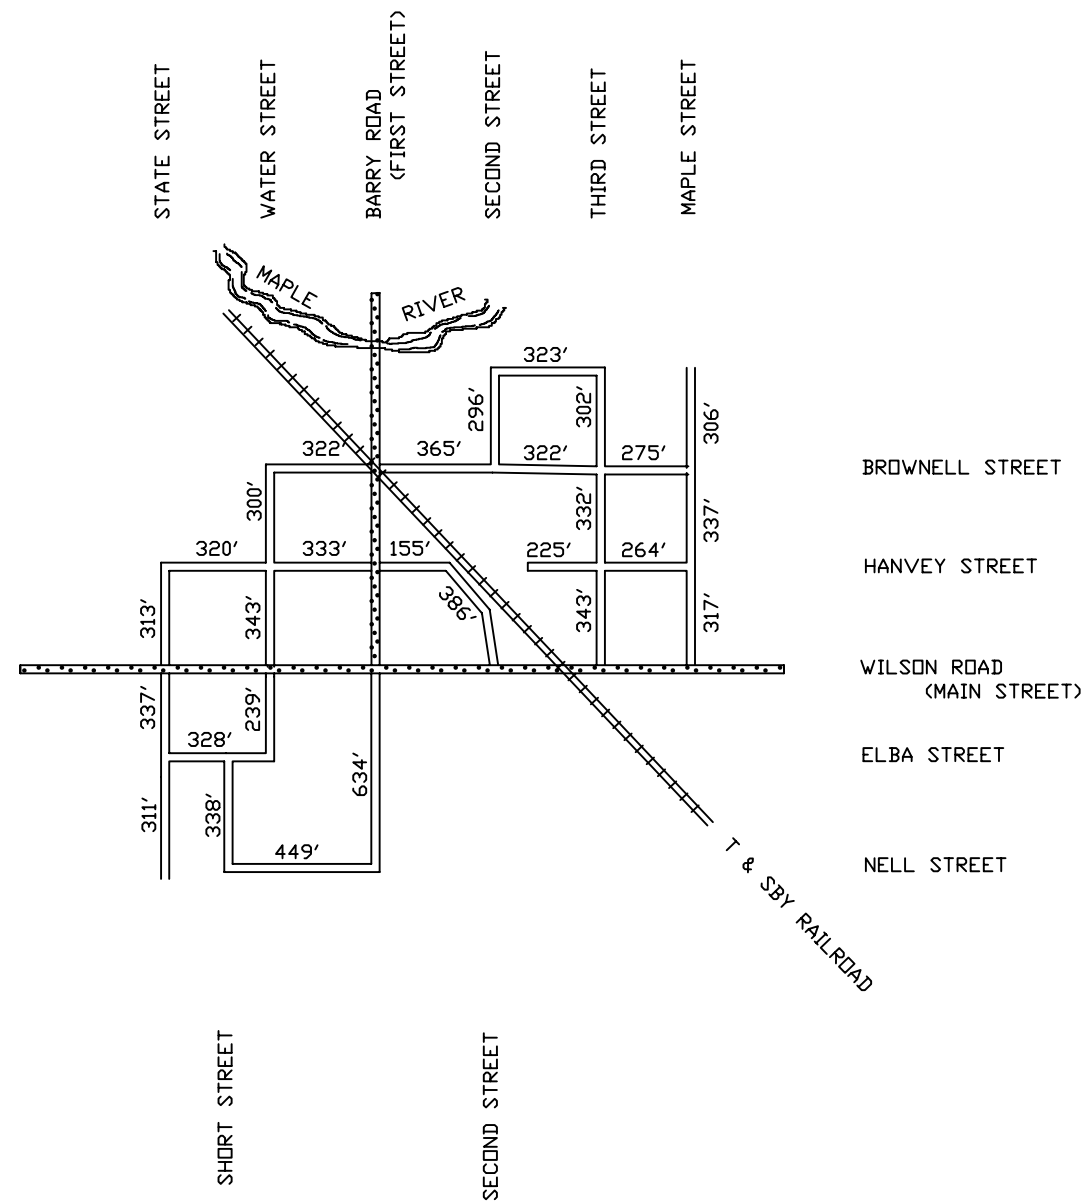 STATE STREET
WATER STREET
BARRY ROAD
(FIRST STREET)
SECOND STREET
THIRD STREET
MAPLE STREET
MAPLE
RIVER
323'
296'
302'
306'
322'
365'
322'
275'
BROWNELL STREET
300'
332'
337'
320'
333'
155'
225'
264'
HANVEY STREET
313'
343'
386'
343'
317'
WILSON ROAD
(MAIN STREET)
337'
239'
328'
634'
ELBA STREET
311'
338'
449'
NELL STREET
T & SBY RAILROAD
SHORT STREET
SECOND STREET